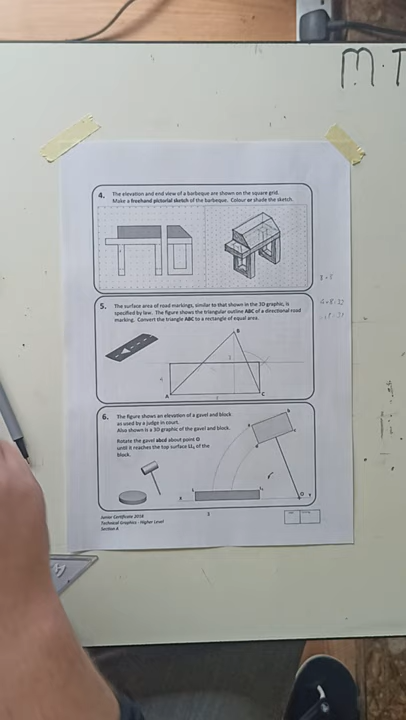 M.T
4. The elevation and end view of a barbeque are shown on the square grid.
Make a freehand pictorial sketch of the barbeque. Colour or shade the sketch.
5. The surface area of road markings, similar to that shown in the 3D graphic, is
specified by law. The figure shows the triangular outline ABC of a directional road
marking. Convert the triangle ABC to a rectangle of equal area.
B
A
C
6. The figure shows an elevation of a gavel and block
as used by a judge in court.
Also shown is a 3D graphic of the gavel and block.
Rotate the gavel abcd about point O
until it reaches the top surface LL₁ of the
block.
a
b
c
d
L
L₁
X
O
Y
Junior Certificate 2018
Technical Graphics - Higher Level
Section A
3